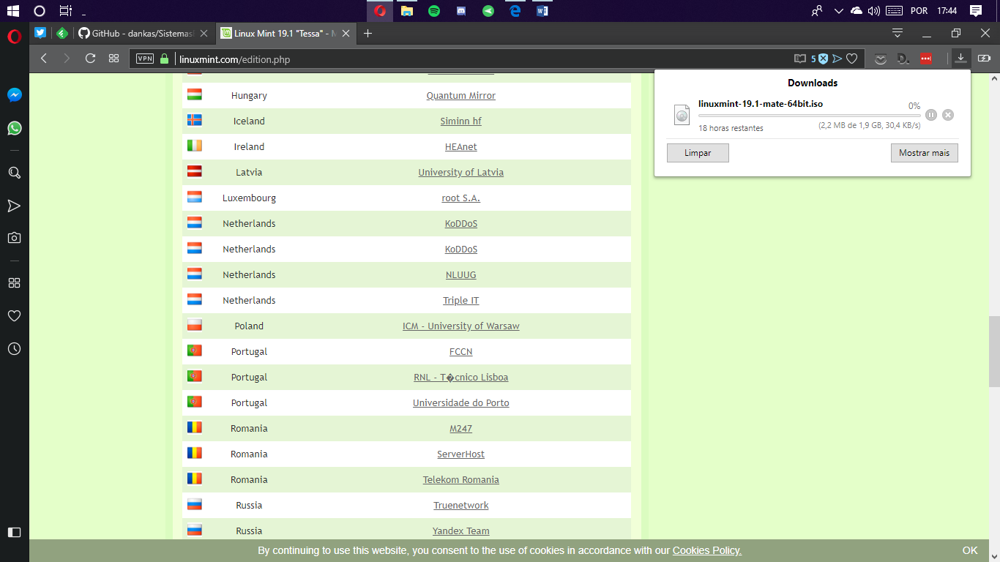 POR 17:44
GitHub - dankas/Sistemas
Linux Mint 19.1 "Tessa" - M
VPN linuxmint.com/edition.php 5
Downloads
linuxmint-19.1-mate-64bit.iso 0%
18 horas restantes (2,2 MB de 1,9 GB, 30,4 KB/s)
Limpar Mostrar mais
Hungary Quantum Mirror
Iceland Siminn hf
Ireland HEAnet
Latvia University of Latvia
Luxembourg root S.A.
Netherlands KoDDoS
Netherlands KoDDoS
Netherlands NLUUG
Netherlands Triple IT
Poland ICM - University of Warsaw
Portugal FCCN
Portugal RNL - T�cnico Lisboa
Portugal Universidade do Porto
Romania M247
Romania ServerHost
Romania Telekom Romania
Russia Truenetwork
Russia Yandex Team
By continuing to use this website, you consent to the use of cookies in accordance with our Cookies Policy. OK